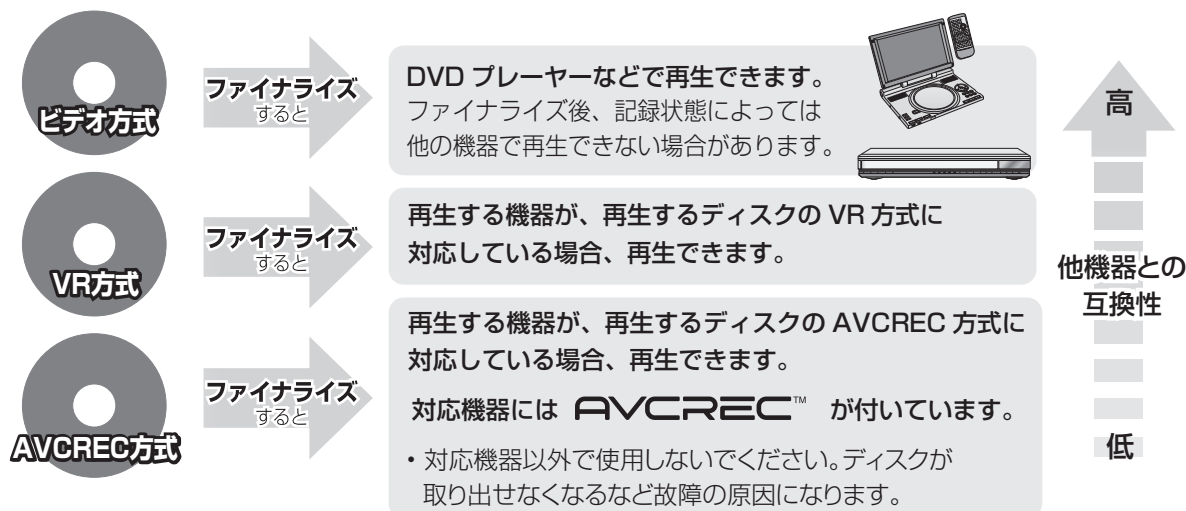 ビデオ方式
ファイナライズ
すると
DVD プレーヤーなどで再生できます。
ファイナライズ後、記録状態によっては
他の機器で再生できない場合があります。
VR方式
ファイナライズ
すると
再生する機器が、再生するディスクの VR 方式に
対応している場合、再生できます。
AVCREC方式
ファイナライズ
すると
再生する機器が、再生するディスクの AVCREC 方式に
対応している場合、再生できます。
対応機器には AVCREC™ が付いています。
・対応機器以外で使用しないでください。ディスクが
取り出せなくなるなど故障の原因になります。
高
他機器との
互換性
低